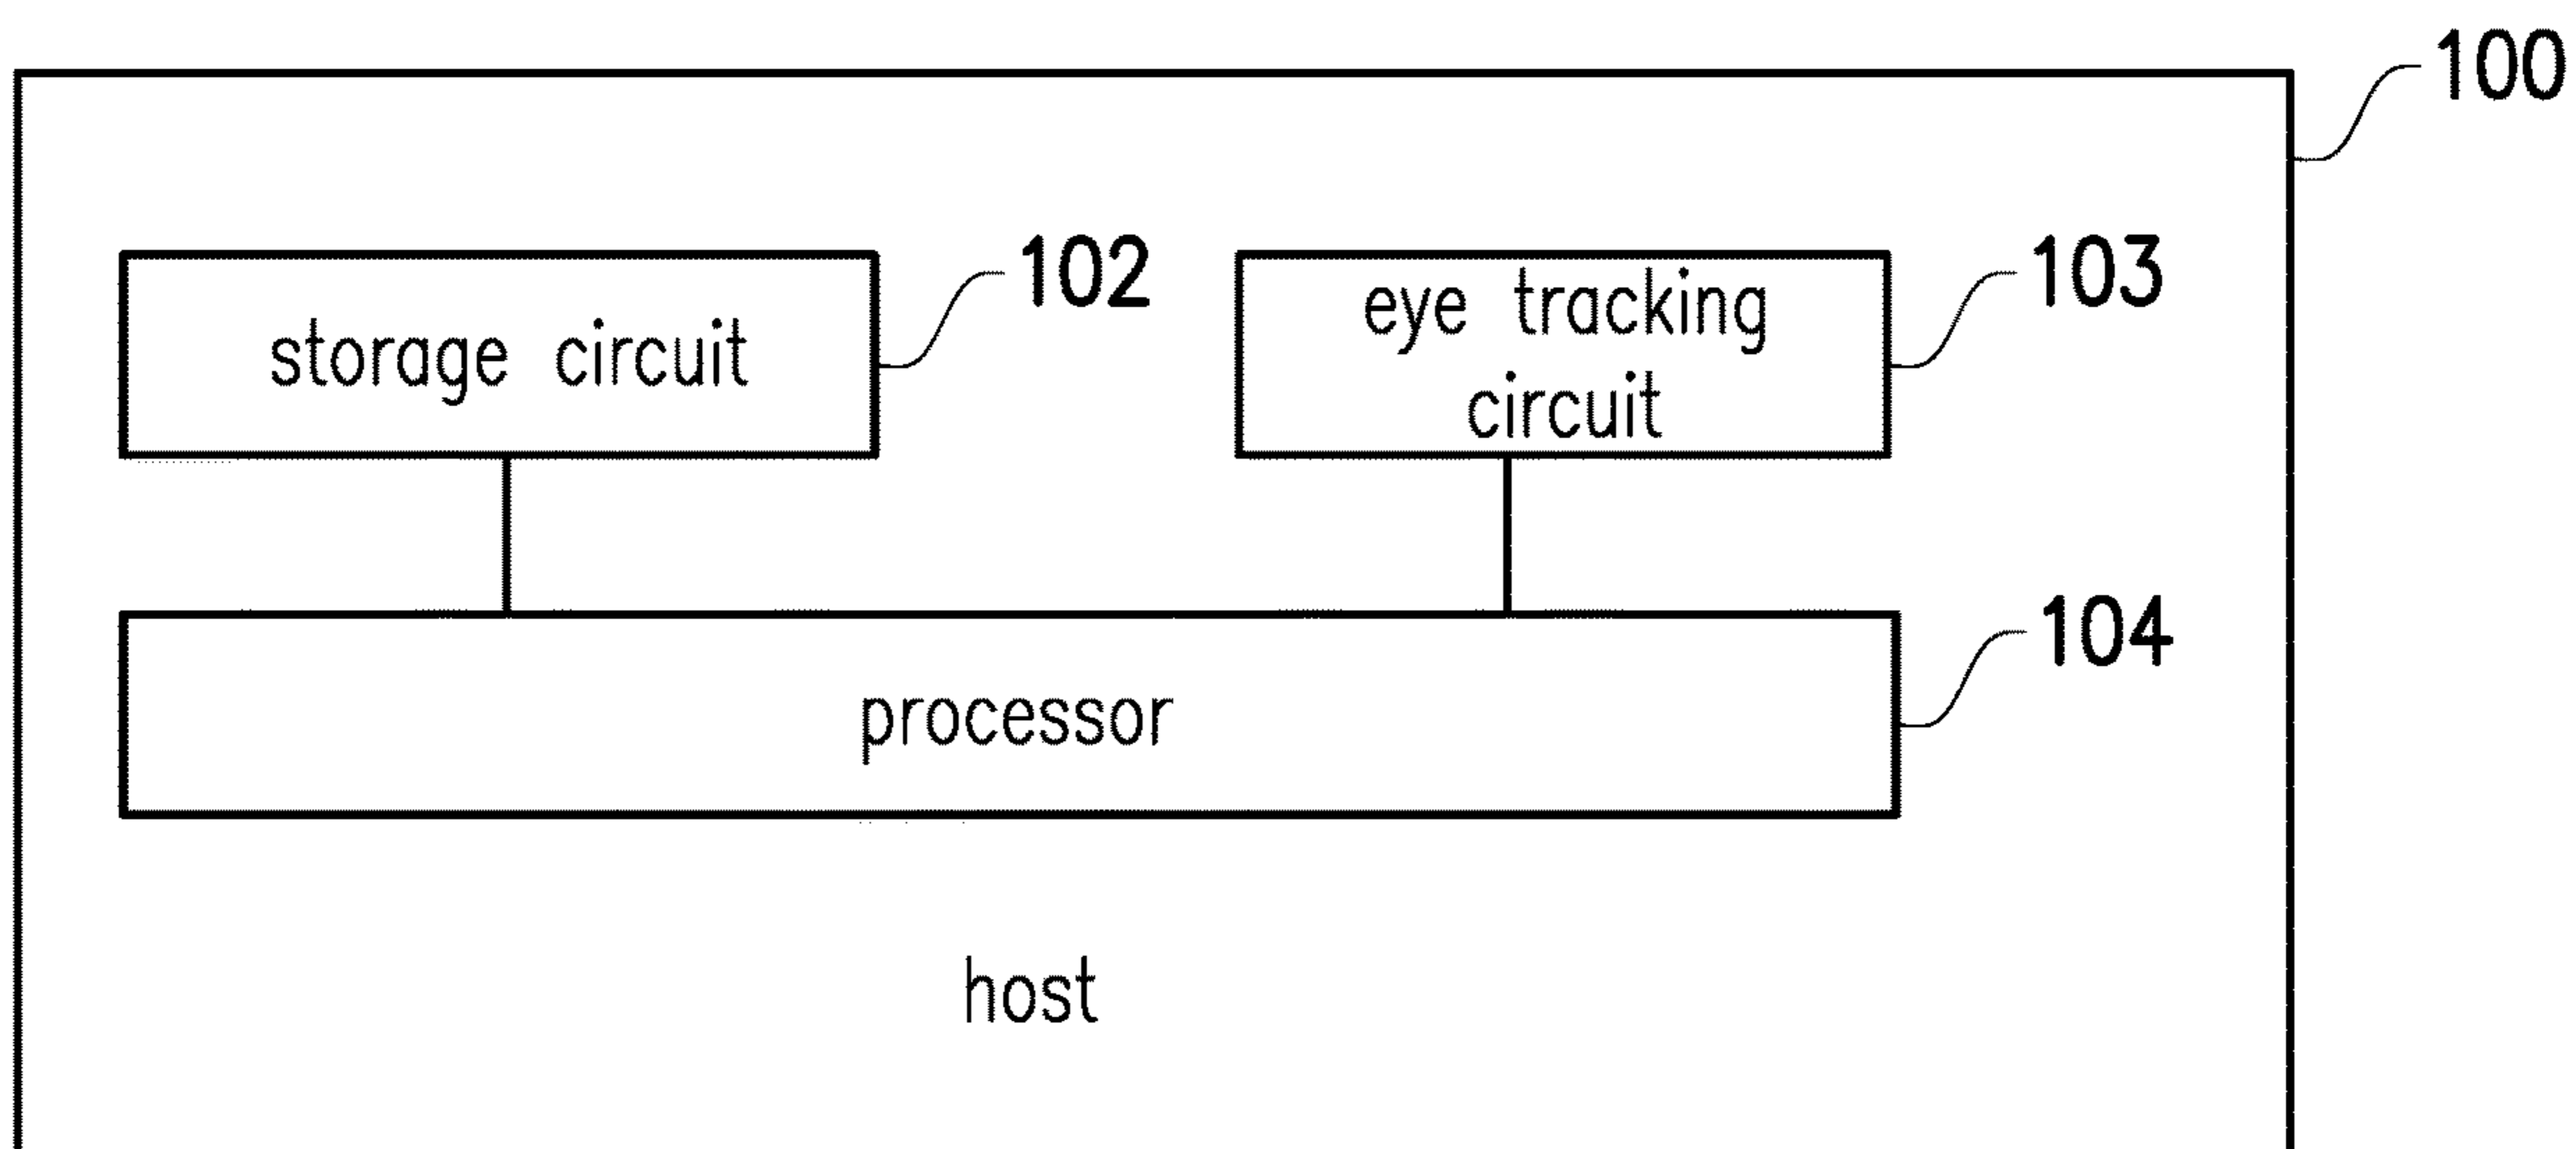 100
storage circuit
102
eye tracking
circuit
103
processor
104
host